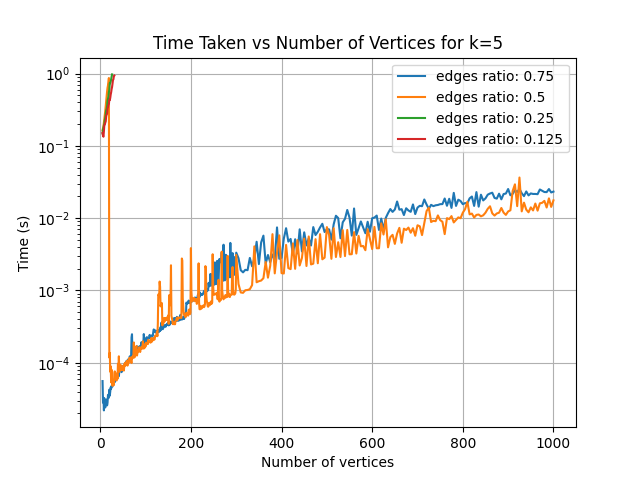 Time Taken vs Number of Vertices for k=5
edges ratio: 0.75
edges ratio: 0.5
edges ratio: 0.25
edges ratio: 0.125
10⁰
10⁻¹
10⁻²
10⁻³
10⁻⁴
Time (s)
0 200 400 600 800 1000
Number of vertices